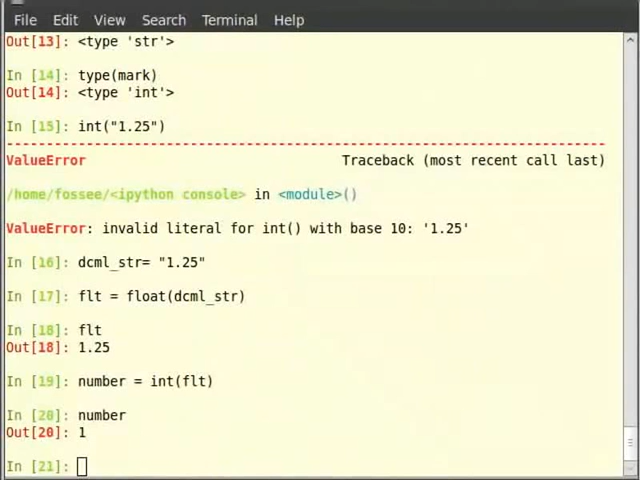 File Edit View Search Terminal Help
Out[13]: <type 'str'>
In [14]: type(mark)
Out[14]: <type 'int'>
In [15]: int("1.25")
---------------------------------------------------------------------------
ValueError                                Traceback (most recent call last)
/home/fossee/<ipython console> in <module>()
ValueError: invalid literal for int() with base 10: '1.25'
In [16]: dcml_str= "1.25"
In [17]: flt = float(dcml_str)
In [18]: flt
Out[18]: 1.25
In [19]: number = int(flt)
In [20]: number
Out[20]: 1
In [21]: